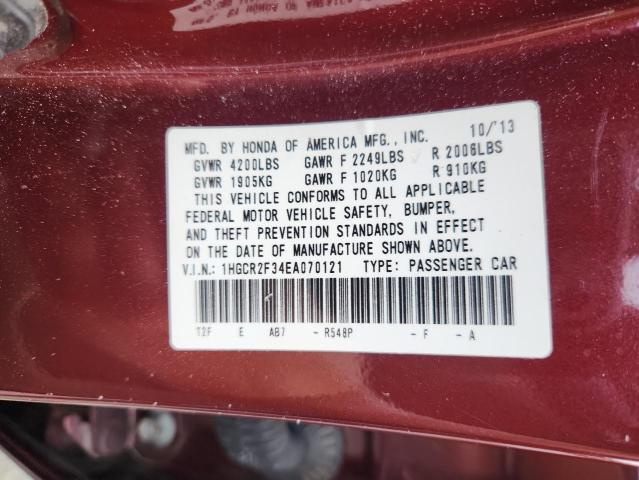 MFD. BY HONDA OF AMERICA MFG., INC. 10/'13
GVWR 4200LBS GAWR F 2249LBS R 2006LBS
GVWR 1905KG GAWR F 1020KG R 910KG
THIS VEHICLE CONFORMS TO ALL APPLICABLE
FEDERAL MOTOR VEHICLE SAFETY, BUMPER,
AND THEFT PREVENTION STANDARDS IN EFFECT
ON THE DATE OF MANUFACTURE SHOWN ABOVE.
V.I.N.: 1HGCR2F34EA070121 TYPE: PASSENGER CAR
T2F E AB7 - R548P - F - A